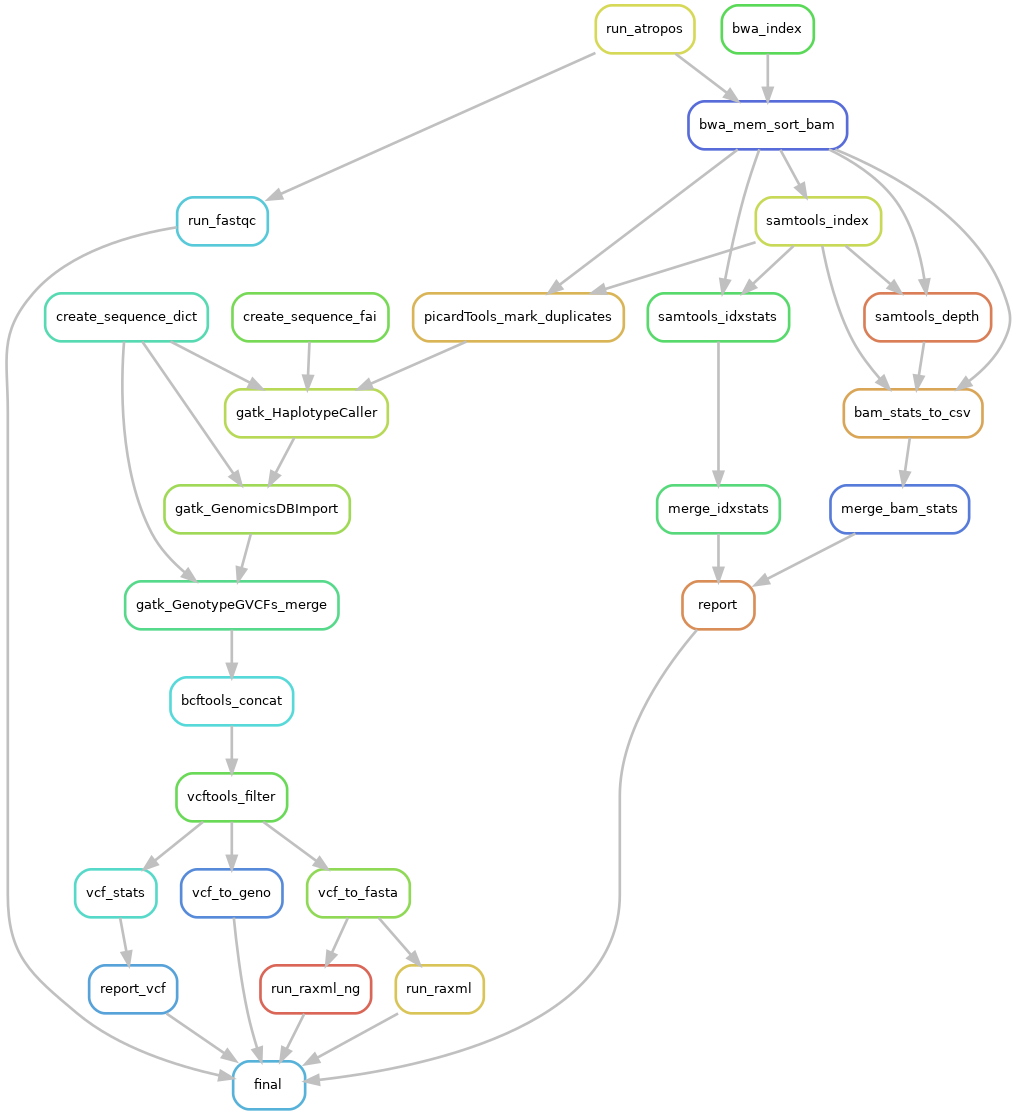 run_atropos
bwa_index
bwa_mem_sort_bam
run_fastqc
samtools_index
create_sequence_dict
create_sequence_fai
picardTools_mark_duplicates
samtools_idxstats
samtools_depth
gatk_HaplotypeCaller
bam_stats_to_csv
gatk_GenomicsDBImport
merge_idxstats
merge_bam_stats
gatk_GenotypeGVCFs_merge
report
bcftools_concat
vcftools_filter
vcf_stats
vcf_to_geno
vcf_to_fasta
report_vcf
run_raxml_ng
run_raxml
final